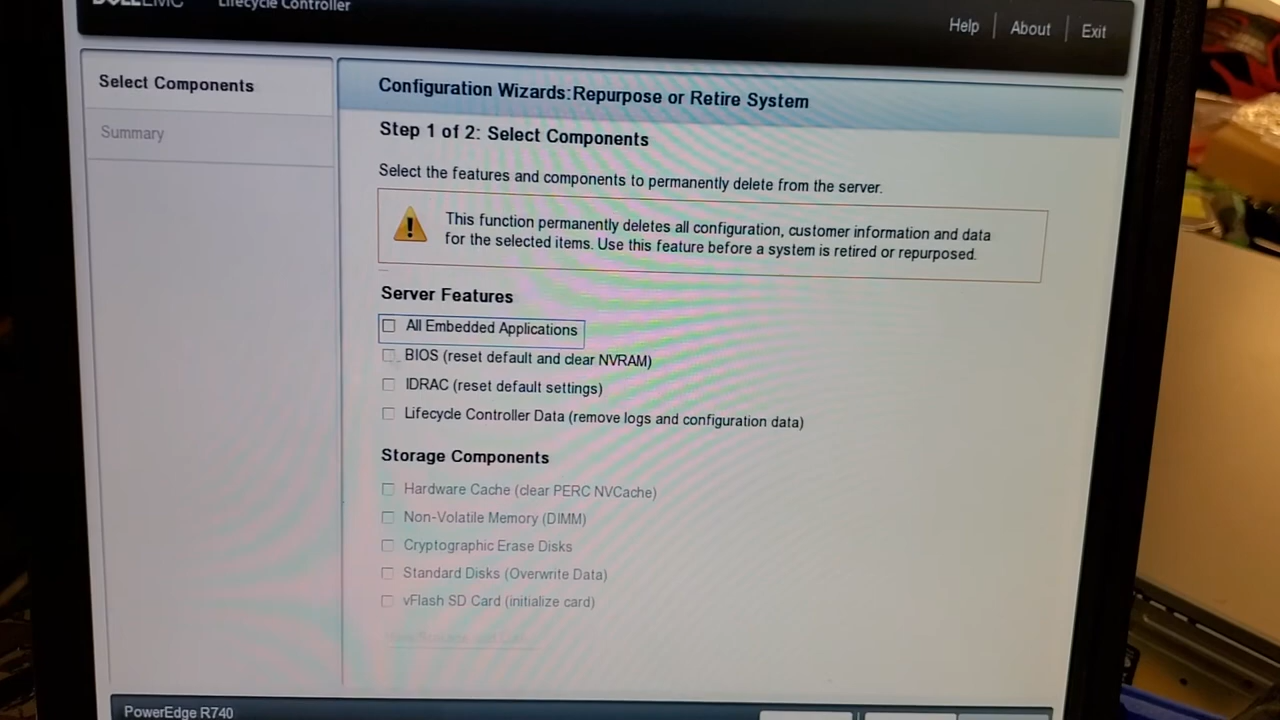 Lifecycle Controller
Help | About | Exit
Select Components
Summary
Configuration Wizards:Repurpose or Retire System
Step 1 of 2: Select Components
Select the features and components to permanently delete from the server.
This function permanently deletes all configuration, customer information and data
for the selected items. Use this feature before a system is retired or repurposed.
Server Features
All Embedded Applications
BIOS (reset default and clear NVRAM)
IDRAC (reset default settings)
Lifecycle Controller Data (remove logs and configuration data)
Storage Components
Hardware Cache (clear PERC NVCache)
Non-Volatile Memory (DIMM)
Cryptographic Erase Disks
Standard Disks (Overwrite Data)
vFlash SD Card (initialize card)
PowerEdge R740